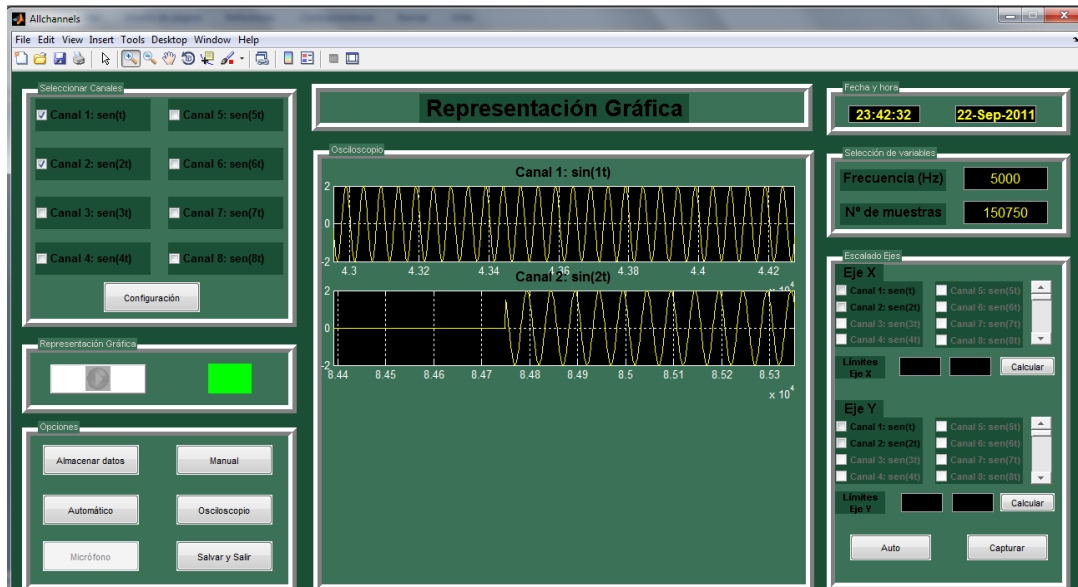 Allchannels
File Edit View Insert Tools Desktop Window Help
Seleccionar Canales
Canal 1: sen(t) Canal 5: sen(5t)
Canal 2: sen(2t) Canal 6: sen(6t)
Canal 3: sen(3t) Canal 7: sen(7t)
Canal 4: sen(4t) Canal 8: sen(8t)
Configuración
Representación Gráfica
Opciones
Almacenar datos Manual
Automático Osciloscopio
Micrófono Salvar y Salir
Representación Gráfica
Osciloscopio
Canal 1: sin(1t)
2
0
-2
4.3 4.32 4.34 4.36 4.38 4.4 4.42
x 10^4
Canal 2: sin(2t)
2
0
-2
8.44 8.45 8.46 8.47 8.48 8.49 8.5 8.51 8.52 8.53
x 10^4
Fecha y hora
23:42:32 22-Sep-2011
Selección de variables
Frecuencia (Hz) 5000
Nº de muestras 150750
Escalado Ejes
Eje X
Canal 1: sen(t) Canal 5: sen(5t)
Canal 2: sen(2t) Canal 6: sen(6t)
Canal 3: sen(3t) Canal 7: sen(7t)
Canal 4: sen(4t) Canal 8: sen(8t)
Límites
Eje X
Calcular
Eje Y
Canal 1: sen(t) Canal 5: sen(5t)
Canal 2: sen(2t) Canal 6: sen(6t)
Canal 3: sen(3t) Canal 7: sen(7t)
Canal 4: sen(4t) Canal 8: sen(8t)
Límites
Eje Y
Calcular
Auto Capturar